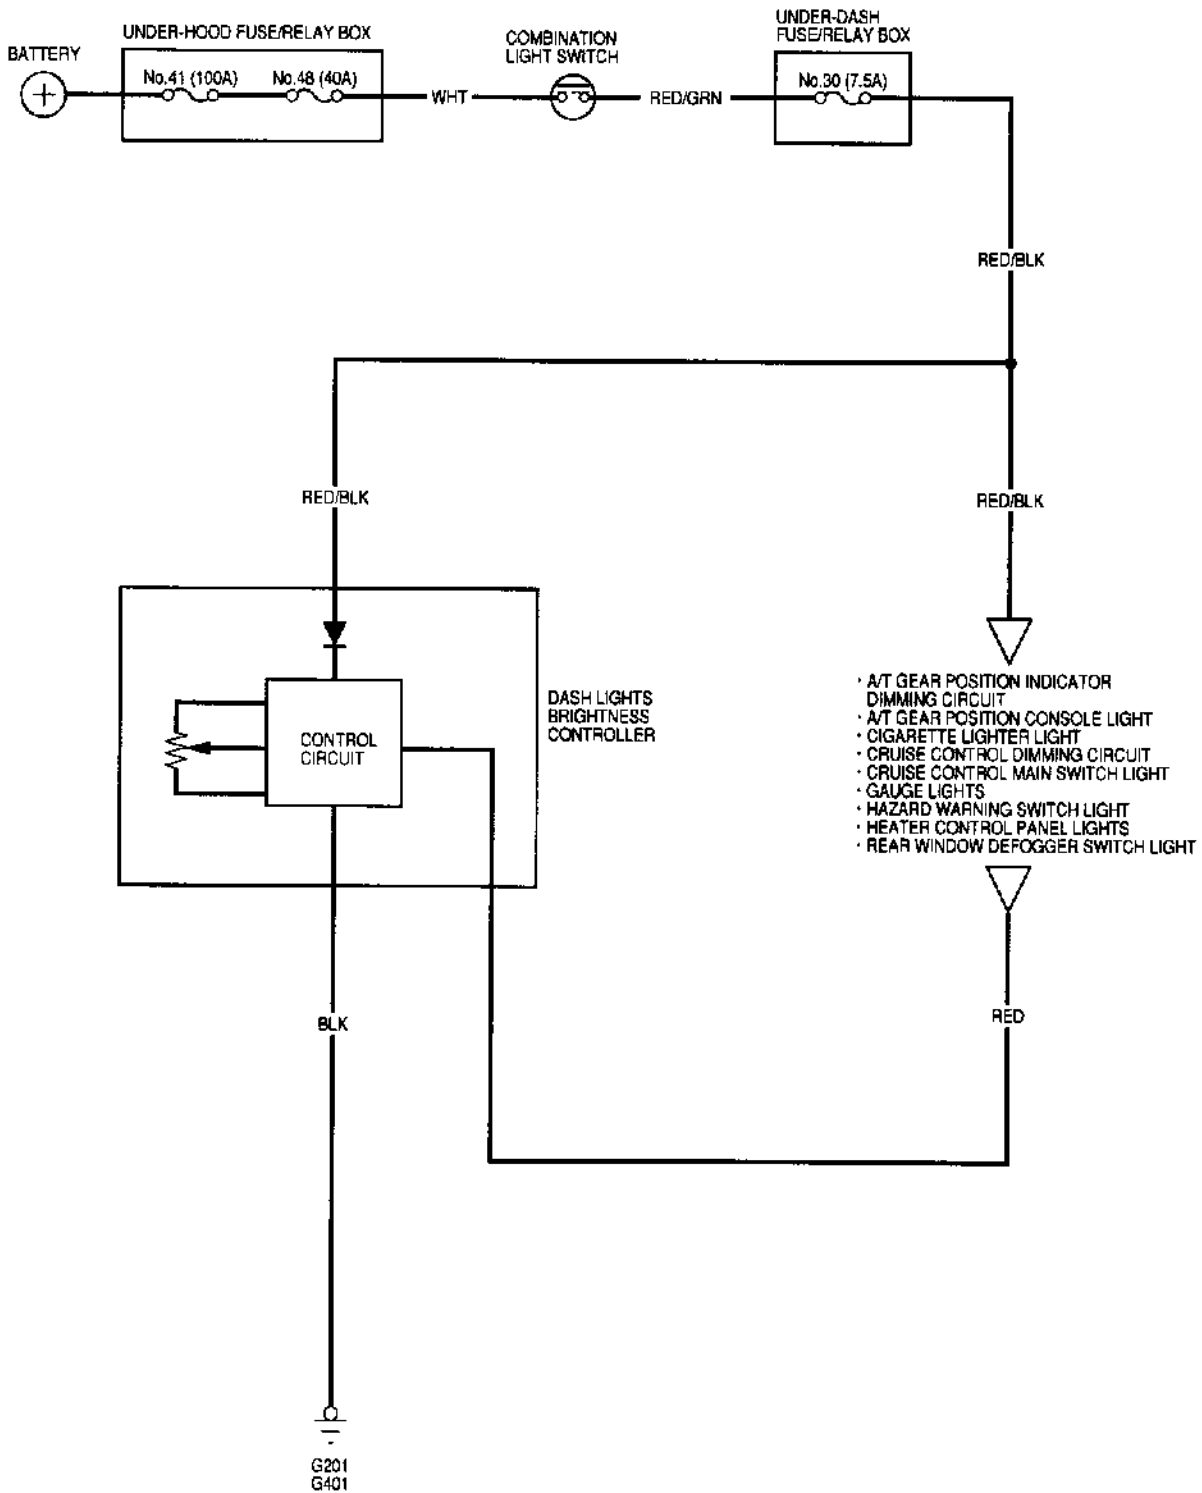 BATTERY
UNDER-HOOD FUSE/RELAY BOX
No.41 (100A)
No.48 (40A)
WHT
COMBINATION
LIGHT SWITCH
RED/GRN
UNDER-DASH
FUSE/RELAY BOX
No.30 (7.5A)
RED/BLK
RED/BLK
RED/BLK
DASH LIGHTS
BRIGHTNESS
CONTROLLER
CONTROL
CIRCUIT
· A/T GEAR POSITION INDICATOR
DIMMING CIRCUIT
· A/T GEAR POSITION CONSOLE LIGHT
· CIGARETTE LIGHTER LIGHT
· CRUISE CONTROL DIMMING CIRCUIT
· CRUISE CONTROL MAIN SWITCH LIGHT
· GAUGE LIGHTS
· HAZARD WARNING SWITCH LIGHT
· HEATER CONTROL PANEL LIGHTS
· REAR WINDOW DEFOGGER SWITCH LIGHT
BLK
RED
G201
G401